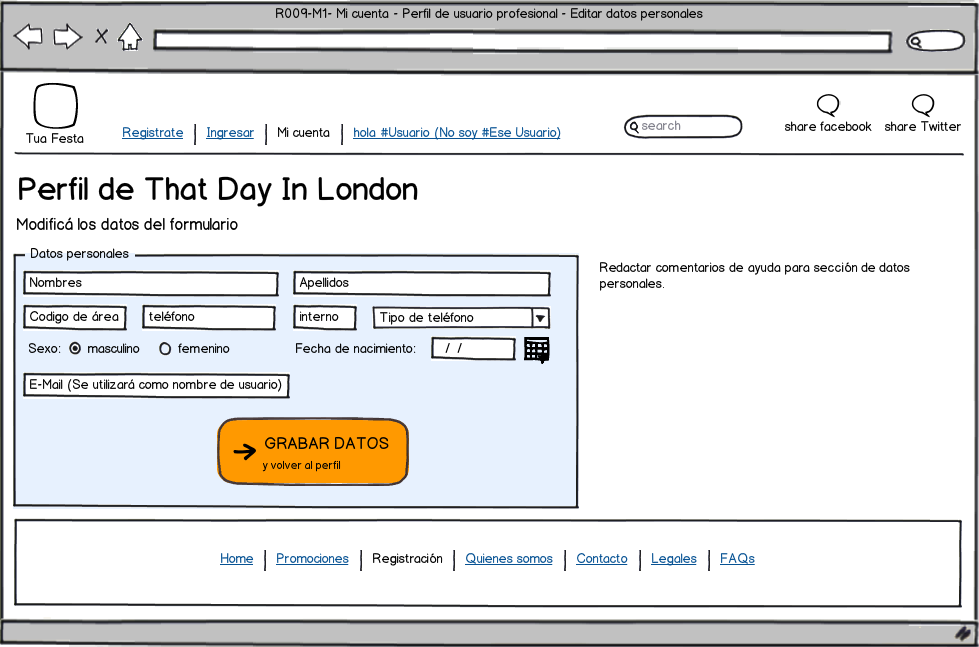 R009-M1- Mi cuenta - Perfil de usuario profesional - Editar datos personales
Tua Festa
Registrate
Ingresar
Mi cuenta
hola #Usuario (No soy #Ese Usuario)
search
share facebook
share Twitter
Perfil de That Day In London
Modificá los datos del formulario
Datos personales
Nombres
Apellidos
Codigo de área
teléfono
interno
Tipo de teléfono
Sexo:
masculino
femenino
Fecha de nacimiento:
/ /
E-Mail (Se utilizará como nombre de usuario)
GRABAR DATOS
y volver al perfil
Redactar comentarios de ayuda para sección de datos
personales.
Home
Promociones
Registración
Quienes somos
Contacto
Legales
FAQs